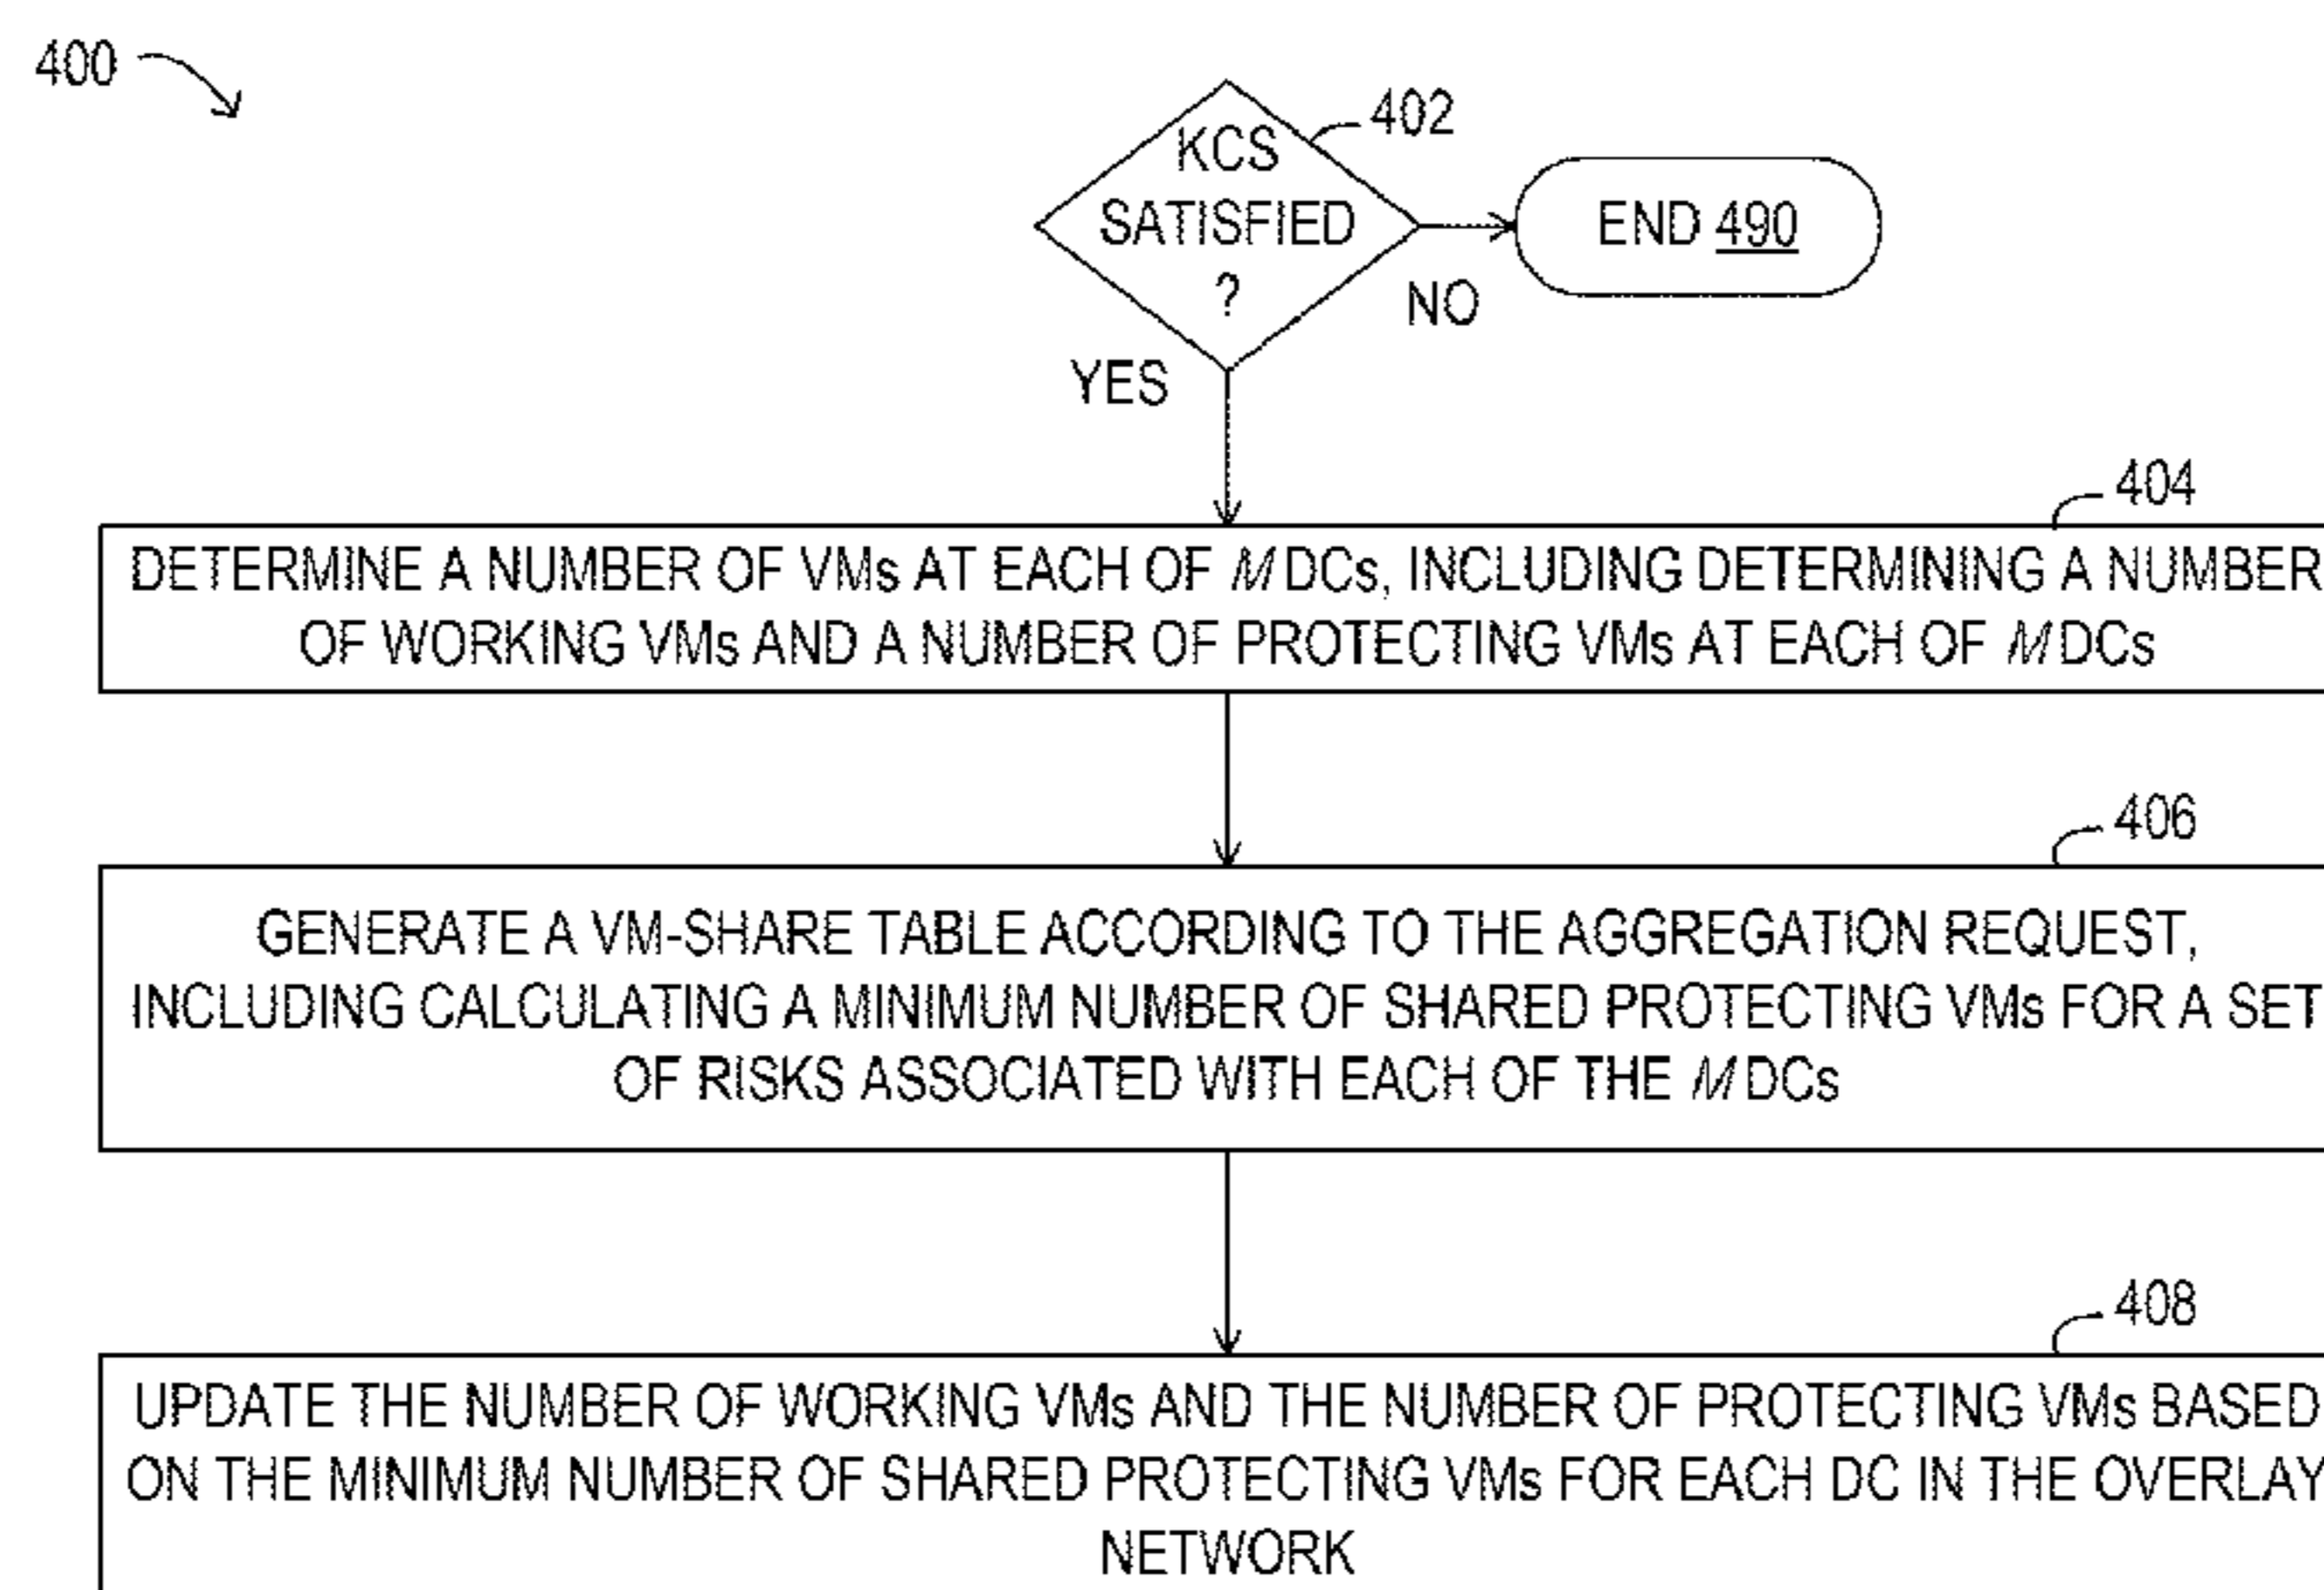 400
KCS
402
SATISFIED
?
END 490
NO
YES
404
DETERMINE A NUMBER OF VMs AT EACH OF M DCs, INCLUDING DETERMINING A NUMBER
OF WORKING VMs AND A NUMBER OF PROTECTING VMs AT EACH OF M DCs
406
GENERATE A VM-SHARE TABLE ACCORDING TO THE AGGREGATION REQUEST,
INCLUDING CALCULATING A MINIMUM NUMBER OF SHARED PROTECTING VMs FOR A SET
OF RISKS ASSOCIATED WITH EACH OF THE M DCs
408
UPDATE THE NUMBER OF WORKING VMs AND THE NUMBER OF PROTECTING VMs BASED
ON THE MINIMUM NUMBER OF SHARED PROTECTING VMs FOR EACH DC IN THE OVERLAY
NETWORK